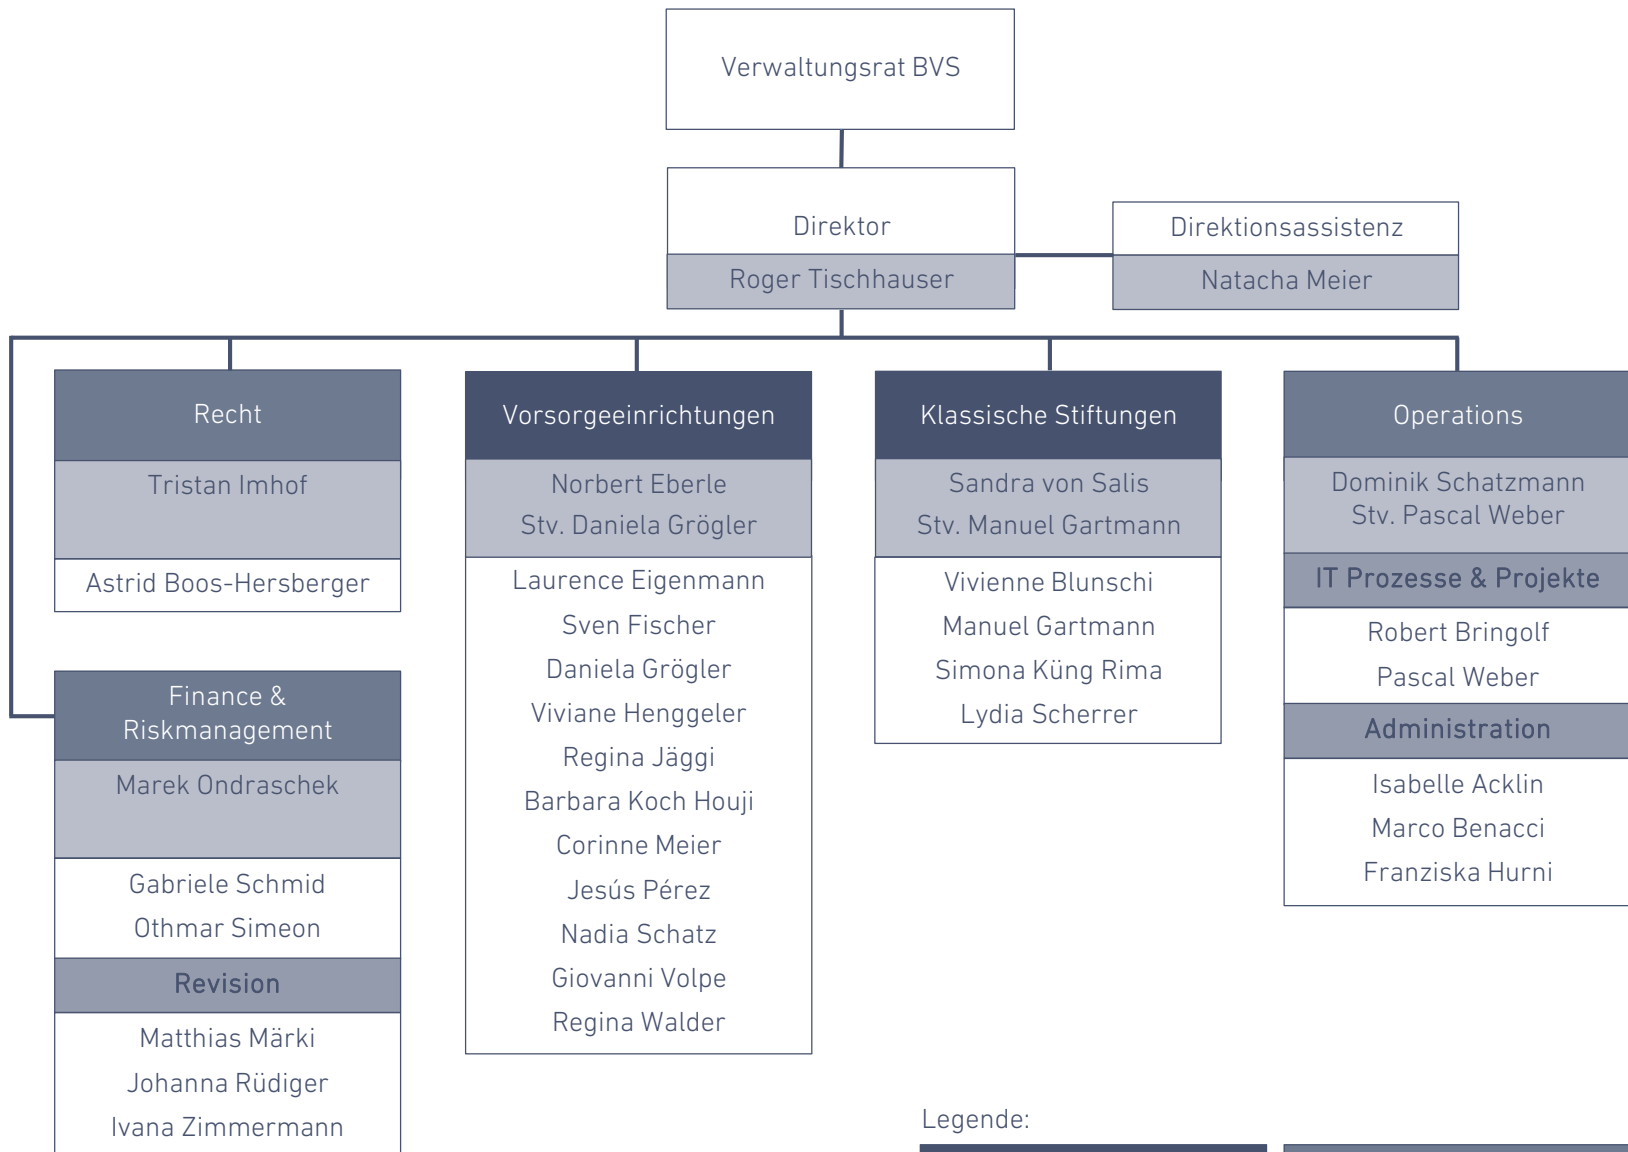 Verwaltungsrat BVS
Direktor
Roger Tischhauser
Direktionsassistenz
Natacha Meier
Recht
Tristan Imhof
Astrid Boos-Hersberger
Finance &
Riskmanagement
Marek Ondraschek
Gabriele Schmid
Othmar Simeon
Revision
Matthias Märki
Johanna Rüdiger
Ivana Zimmermann
Vorsorgeeinrichtungen
Norbert Eberle
Stv. Daniela Grögler
Laurence Eigenmann
Sven Fischer
Daniela Grögler
Viviane Henggeler
Regina Jäggi
Barbara Koch Houji
Corinne Meier
Jesús Pérez
Nadia Schatz
Giovanni Volpe
Regina Walder
Klassische Stiftungen
Sandra von Salis
Stv. Manuel Gartmann
Vivienne Blunschi
Manuel Gartmann
Simona Küng Rima
Lydia Scherrer
Operations
Dominik Schatzmann
Stv. Pascal Weber
IT Prozesse & Projekte
Robert Bringolf
Pascal Weber
Administration
Isabelle Acklin
Marco Benacci
Franziska Hurni
Legende: